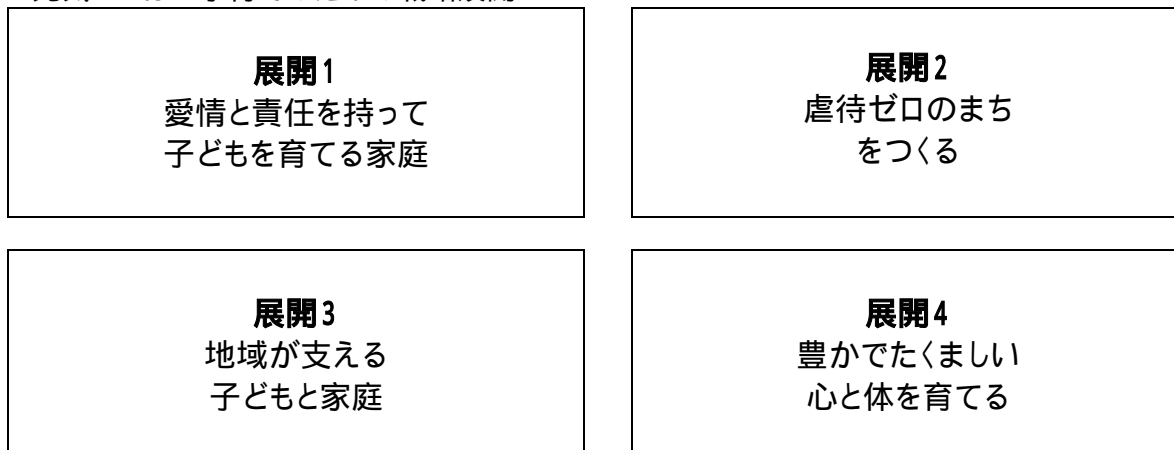 展開1
愛情と責任を持って
子どもを育てる家庭
展開2
虐待ゼロのまち
をつくる
展開3
地域が支える
子どもと家庭
展開4
豊かでたくましい
心と体を育てる